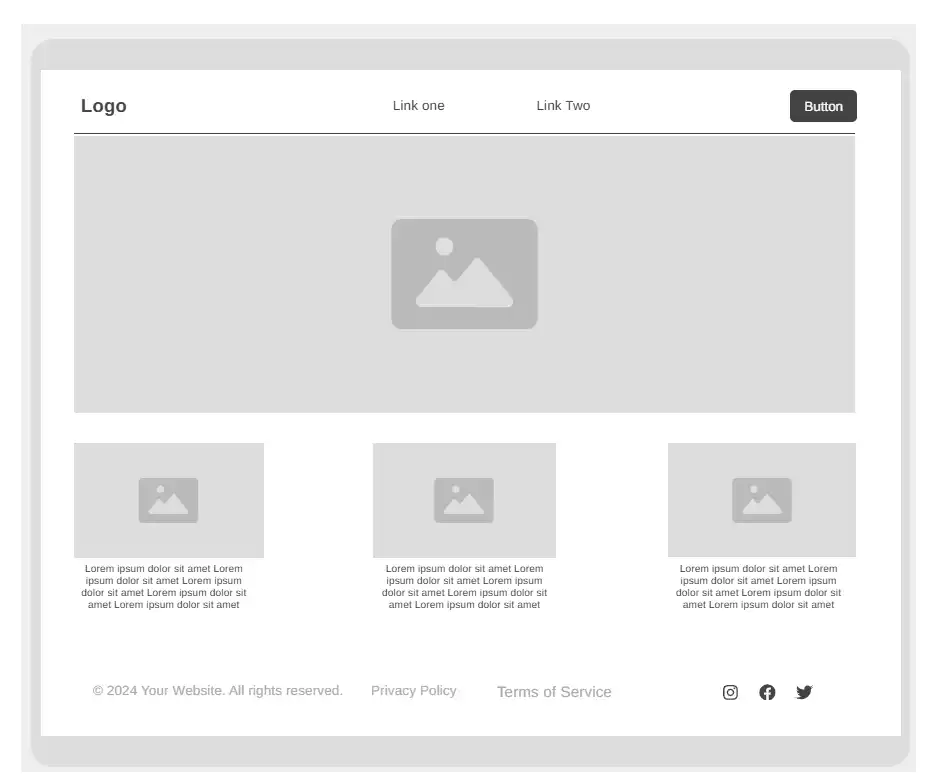 Logo
Link one
Link Two
Button
Lorem ipsum dolor sit amet Lorem
ipsum dolor sit amet Lorem ipsum
dolor sit amet Lorem ipsum dolor sit
amet Lorem ipsum dolor sit amet
Lorem ipsum dolor sit amet Lorem
ipsum dolor sit amet Lorem ipsum
dolor sit amet Lorem ipsum dolor sit
amet Lorem ipsum dolor sit amet
Lorem ipsum dolor sit amet Lorem
ipsum dolor sit amet Lorem ipsum
dolor sit amet Lorem ipsum dolor sit
amet Lorem ipsum dolor sit amet
© 2024 Your Website. All rights reserved.
Privacy Policy
Terms of Service